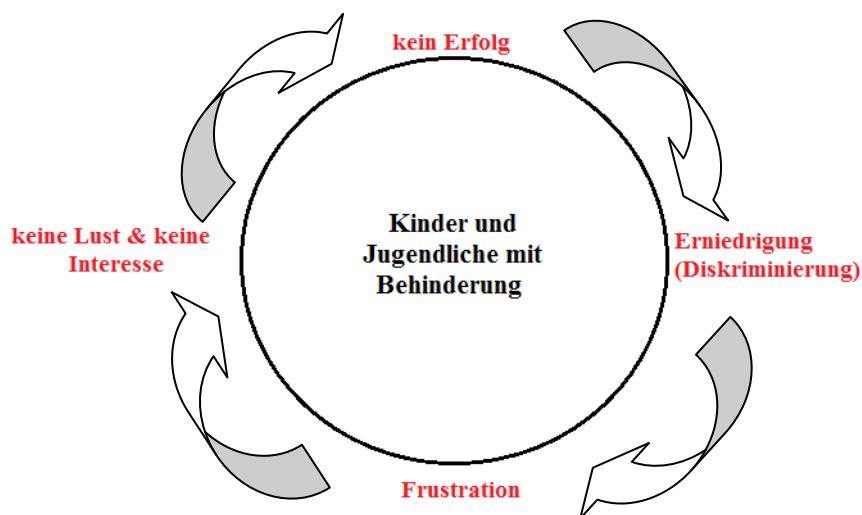 kein Erfolg
Kinder und
Jugendliche mit
Behinderung
keine Lust & keine
Interesse
Erniedrigung
(Diskriminierung)
Frustration